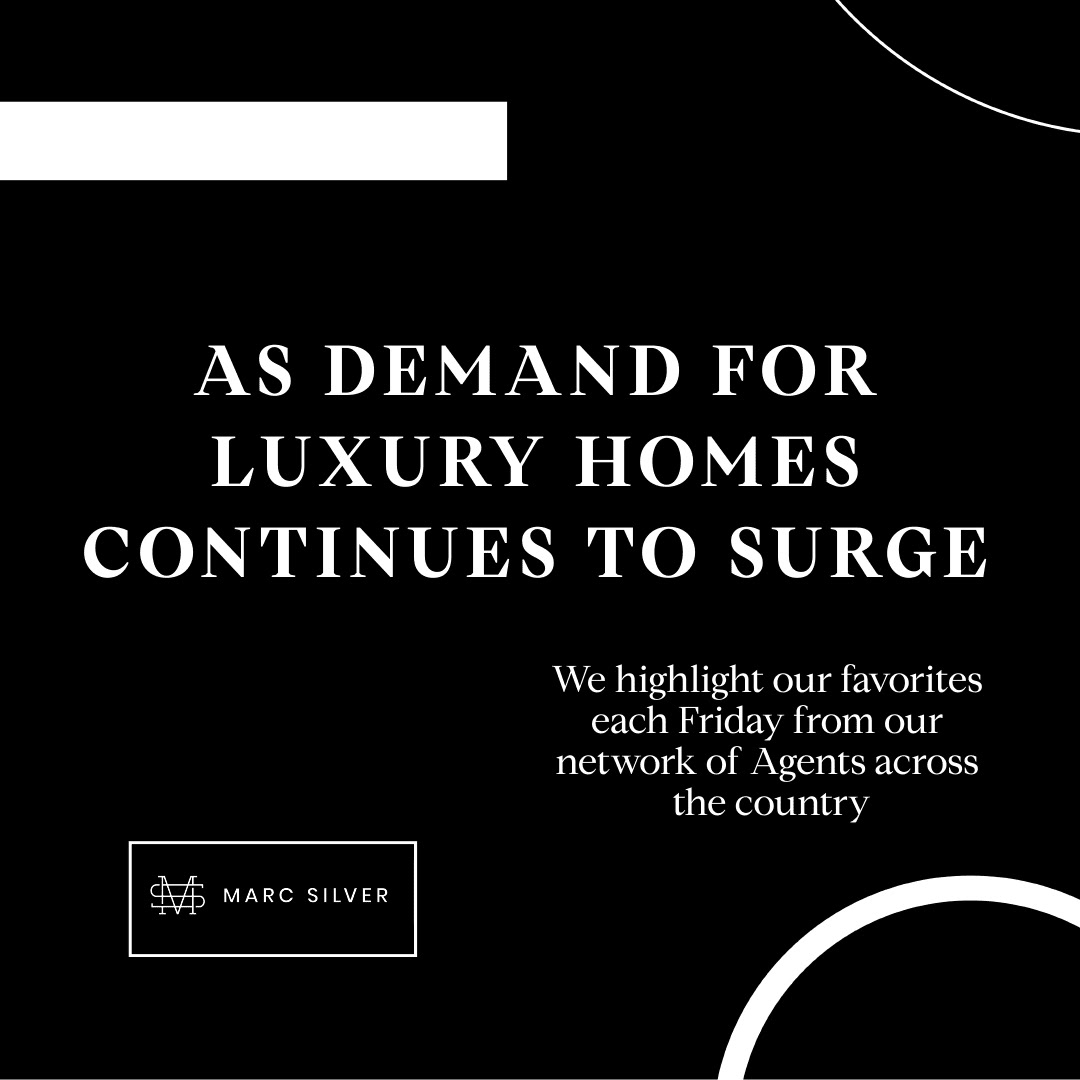 AS DEMAND FOR
LUXURY HOMES
CONTINUES TO SURGE
We highlight our favorites
each Friday from our
network of Agents across
the country
MS MARC SILVER